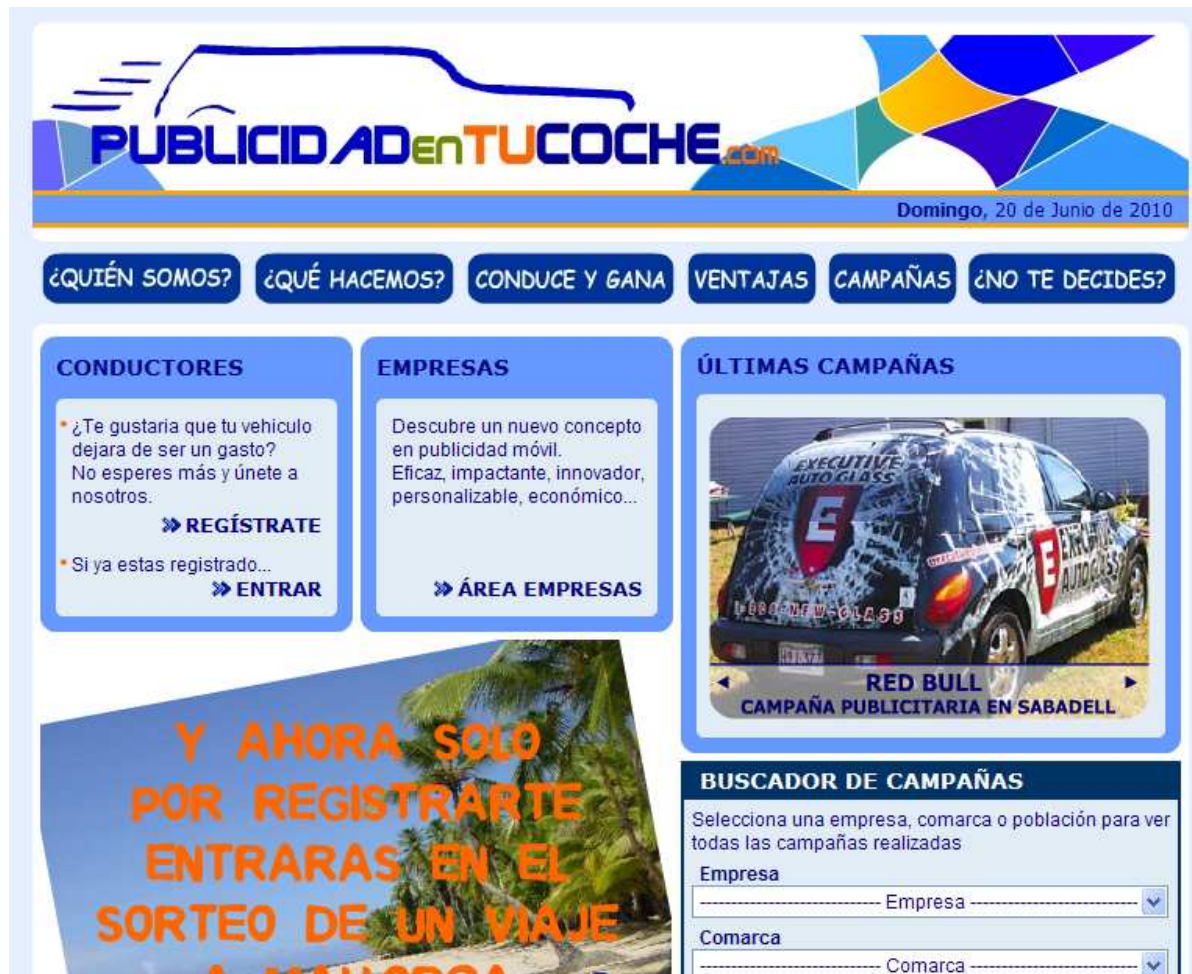 PUBLICIDADenTUCOCHE.com
Domingo, 20 de Junio de 2010
¿QUIÉN SOMOS? ¿QUÉ HACEMOS? CONDUCE Y GANA VENTAJAS CAMPAÑAS ¿NO TE DECIDES?
CONDUCTORES
¿Te gustaria que tu vehiculo
dejara de ser un gasto?
No esperes más y únete a
nosotros.
REGÍSTRATE
Si ya estas registrado...
ENTRAR
EMPRESAS
Descubre un nuevo concepto
en publicidad móvil.
Eficaz, impactante, innovador,
personalizable, económico...
ÁREA EMPRESAS
ÚLTIMAS CAMPAÑAS
EXECUTIVE
AUTO GLASS
E
E
EXECUTIVE
AUTOGLASS
RED BULL
CAMPAÑA PUBLICITARIA EN SABADELL
Y AHORA SOLO
POR REGISTRARTE
ENTRARAS EN EL
SORTEO DE UN VIAJE
A MALLORCA
BUSCADOR DE CAMPAÑAS
Selecciona una empresa, comarca o población para ver
todas las campañas realizadas
Empresa
---------------------------- Empresa --------------------------
Comarca
---------------------------- Comarca --------------------------